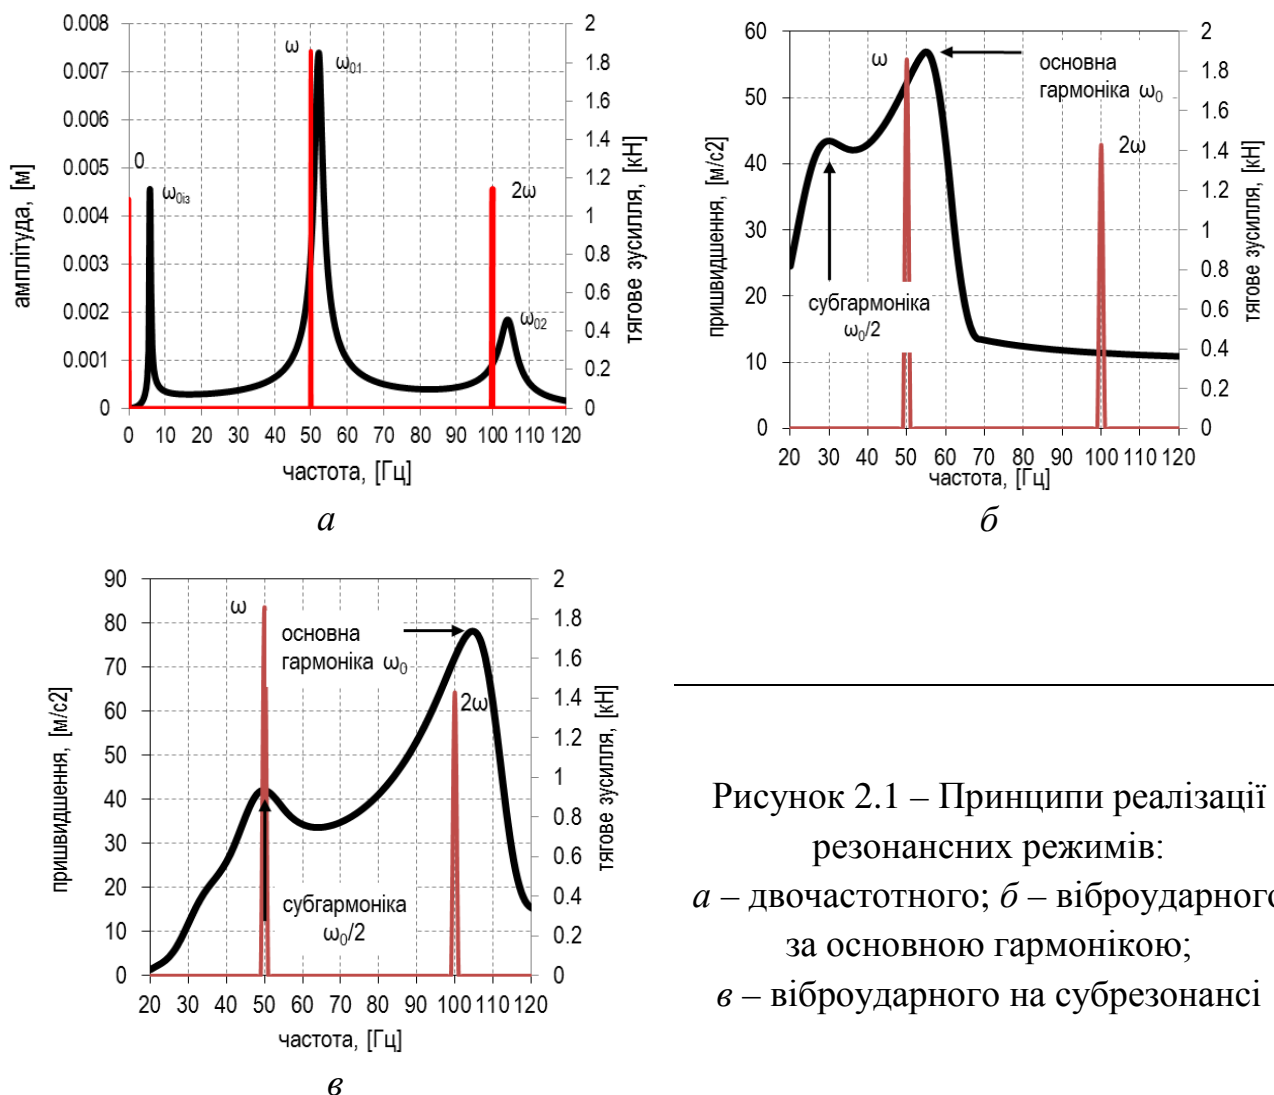 0.008
0.007
0.006
0.005
0.004
0.003
0.002
0.001
0
амплітуда, [м]
2
1.8
1.6
1.4
1.2
1
0.8
0.6
0.4
0.2
0
тягове зусилля, [кН]
0
ω
ω01
ω0із
2ω
ω02
0 10 20 30 40 50 60 70 80 90 100 110 120
частота, [Гц]
а
60
50
40
30
20
10
0
пришвидшення, [м/с2]
2
1.8
1.6
1.4
1.2
1
0.8
0.6
0.4
0.2
0
тягове зусилля, [кН]
ω
основна
гармоніка ω0
2ω
субгармоніка
ω0/2
20 30 40 50 60 70 80 90 100 110 120
частота, [Гц]
б
90
80
70
60
50
40
30
20
10
0
пришвидшення, [м/с2]
2
1.8
1.6
1.4
1.2
1
0.8
0.6
0.4
0.2
0
тягове зусилля, [кН]
ω
основна
гармоніка ω0
2ω
субгармоніка
ω0/2
20 30 40 50 60 70 80 90 100 110 120
частота, [Гц]
в
Рисунок 2.1 – Принципи реалізації
резонансних режимів:
а – двочастотного; б – віброударного
за основною гармонікою;
в – віброударного на субрезонансі